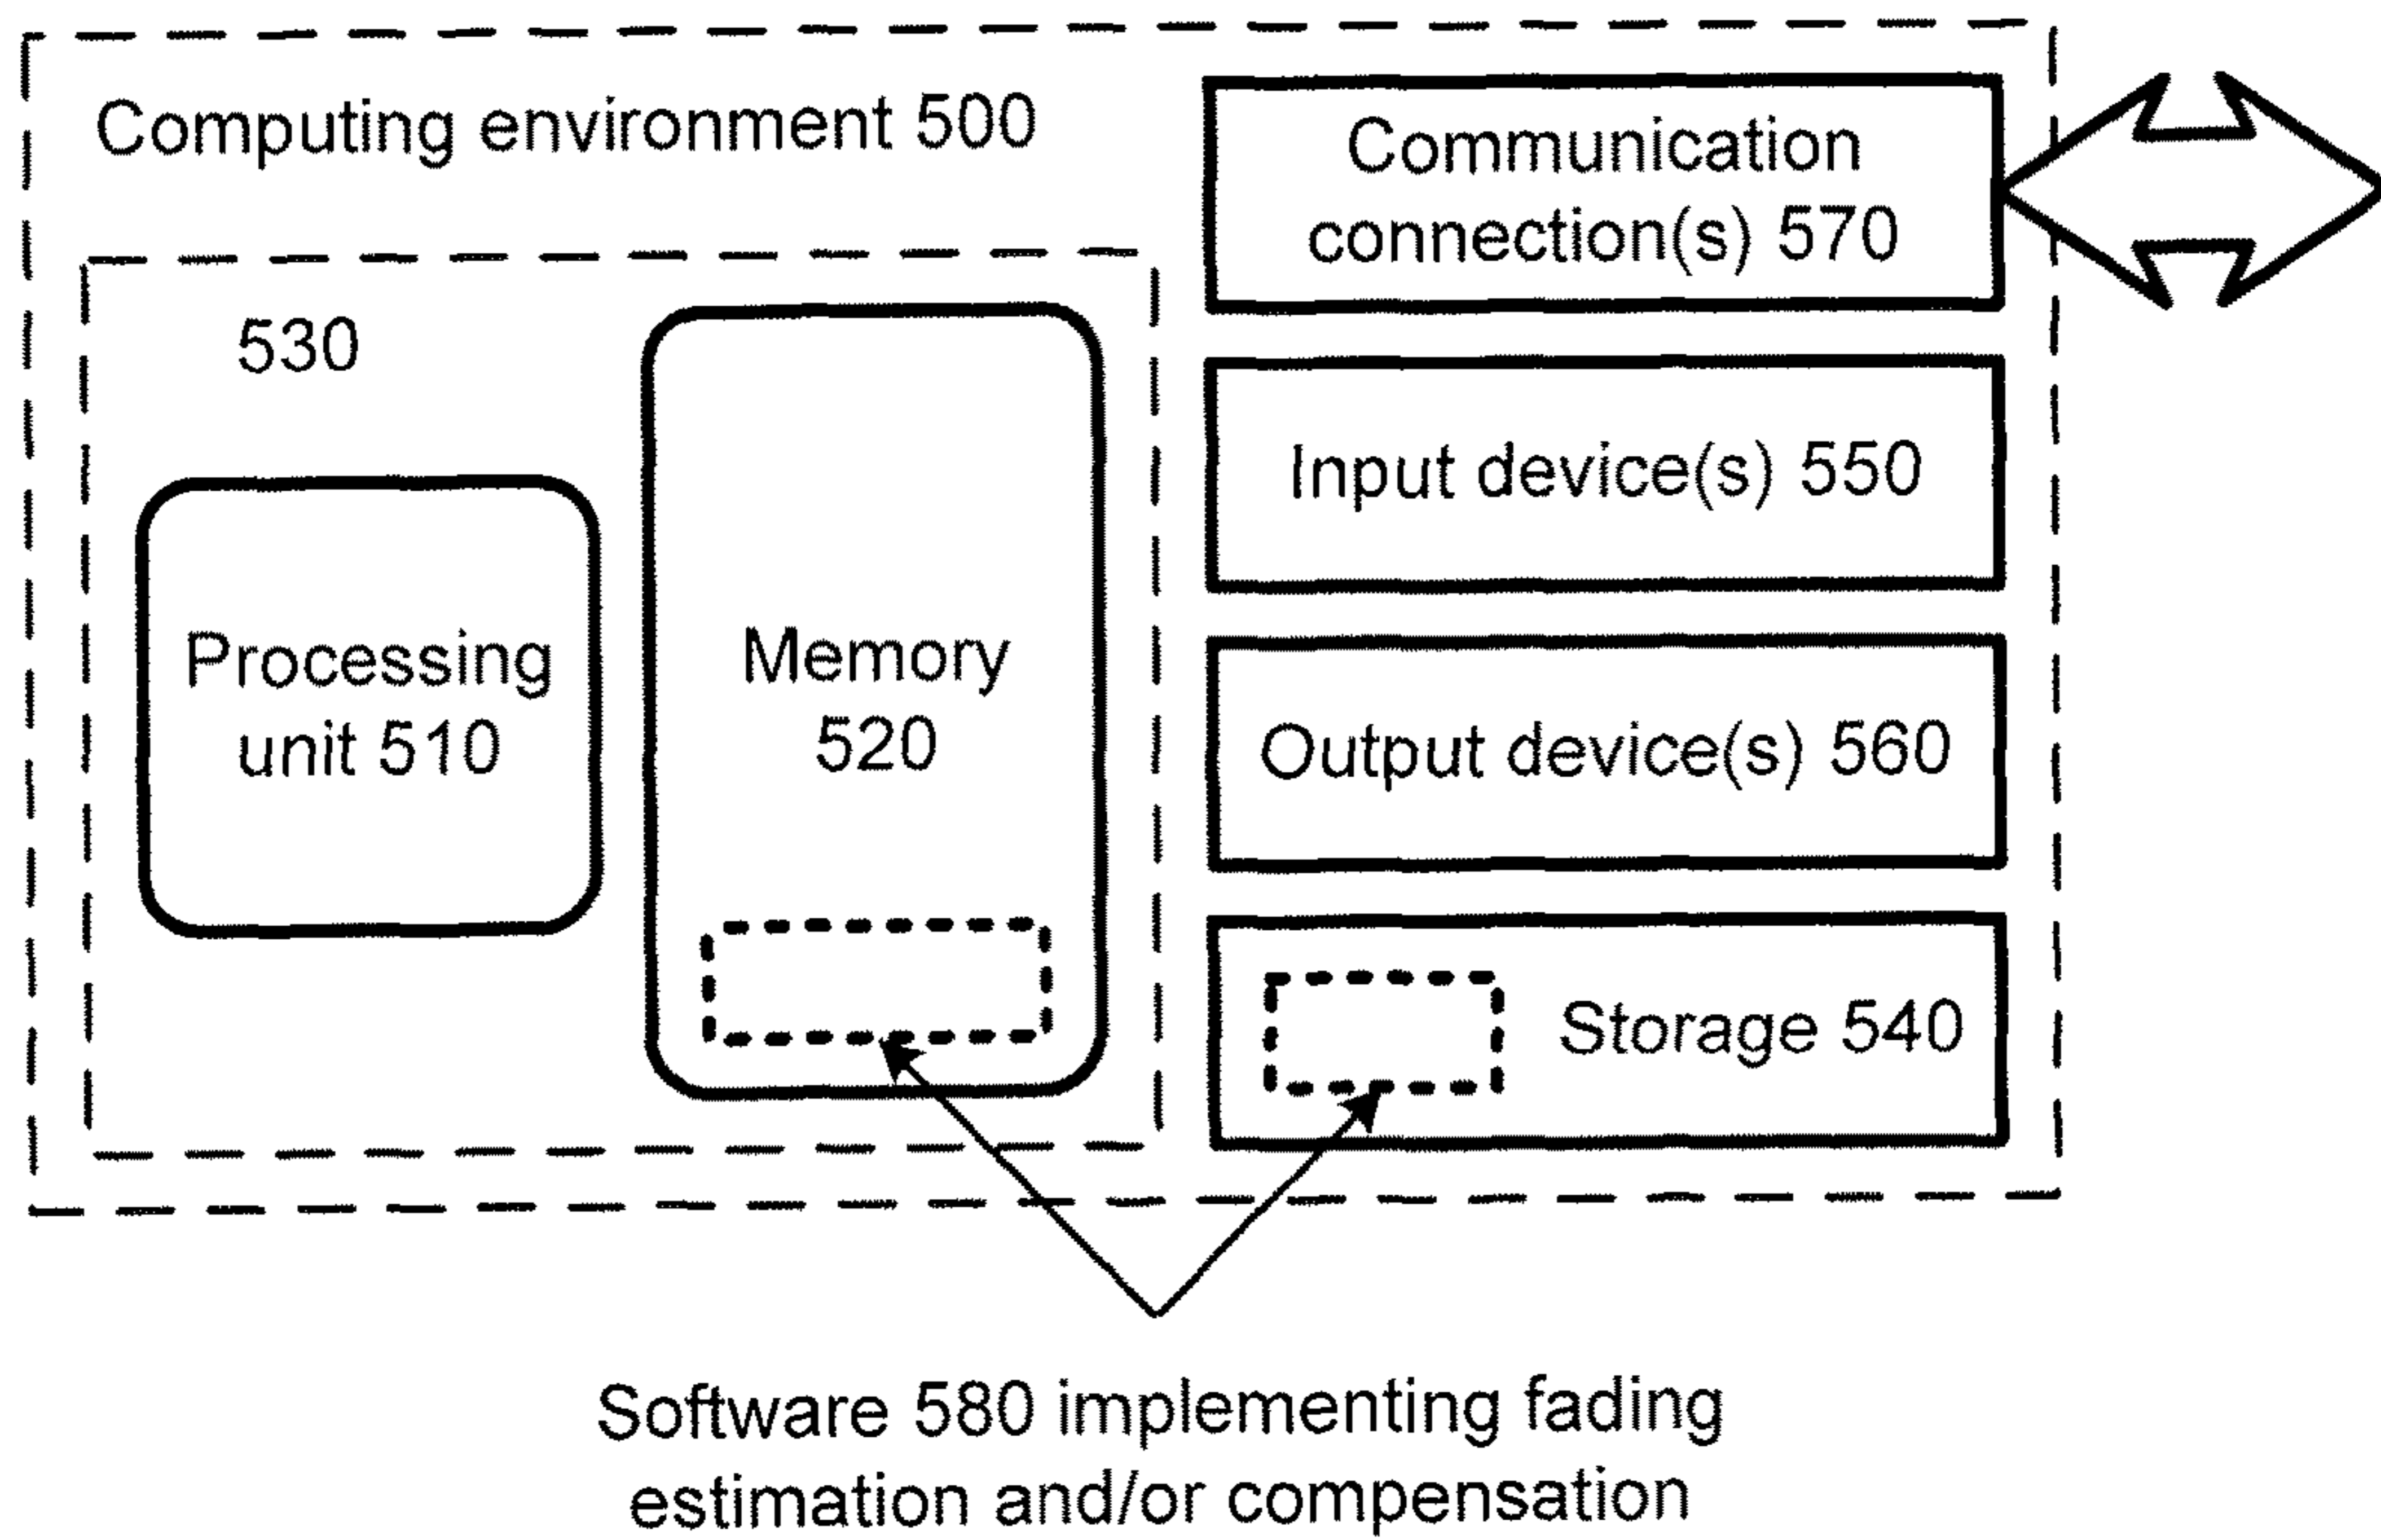 Computing environment 500
Communication
connection(s) 570
530
Input device(s) 550
Processing
unit 510
Memory
520
Output device(s) 560
Storage 540
Software 580 implementing fading
estimation and/or compensation